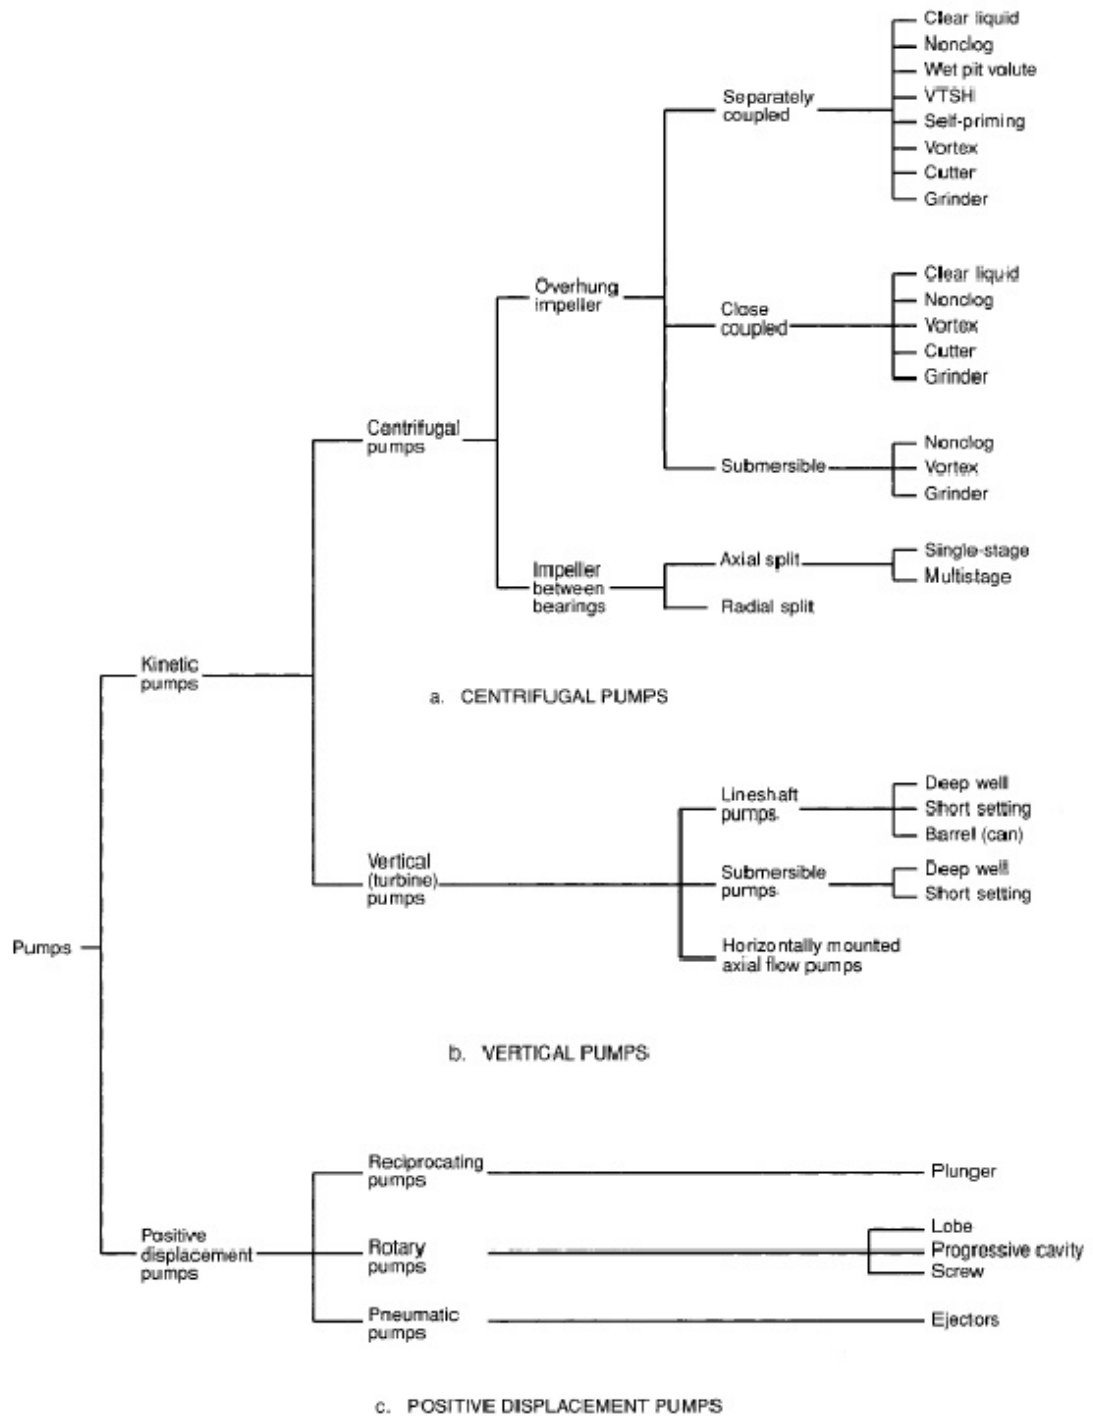 Clear liquid
Nonclog
Wet pit volute
VTSH
Self-priming
Vortex
Cutter
Grinder
Separately
coupled
Clear liquid
Nonclog
Vortex
Cutter
Grinder
Close
coupled
Overhung
impeller
Nonclog
Vortex
Grinder
Submersible
Centrifugal
pumps
Single-stage
Multistage
Axial split
Radial split
Impeller
between
bearings
Kinetic
pumps
a. CENTRIFUGAL PUMPS
Lineshaft
pumps
Deep well
Short setting
Barrel (can)
Vertical
(turbine)
pumps
Submersible
pumps
Deep well
Short setting
Horizontally mounted
axial flow pumps
Pumps
b. VERTICAL PUMPS
Reciprocating
pumps
Plunger
Positive
displacement
pumps
Rotary
pumps
Lobe
Progressive cavity
Screw
Pneumatic
pumps
Ejectors
c. POSITIVE DISPLACEMENT PUMPS